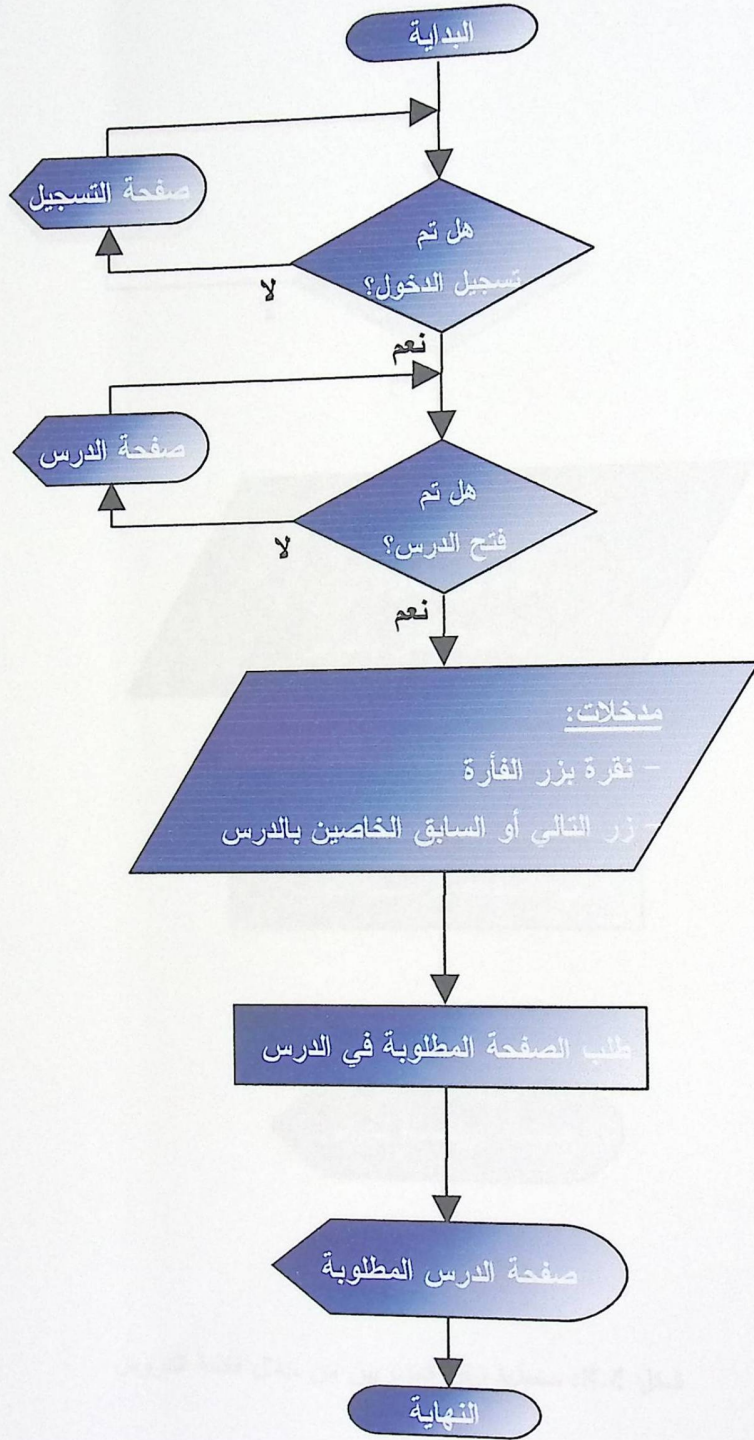 البداية
صفحة التسجيل
هل تم
تسجيل الدخول؟
لا
نعم
صفحة الدرس
هل تم
فتح الدرس؟
لا
نعم
مدخلات:
- نقرة بزر الفأرة
- زر التالي أو السابق الخاصين بالدرس
طلب الصفحة المطلوبة في الدرس
صفحة الدرس المطلوبة
النهاية